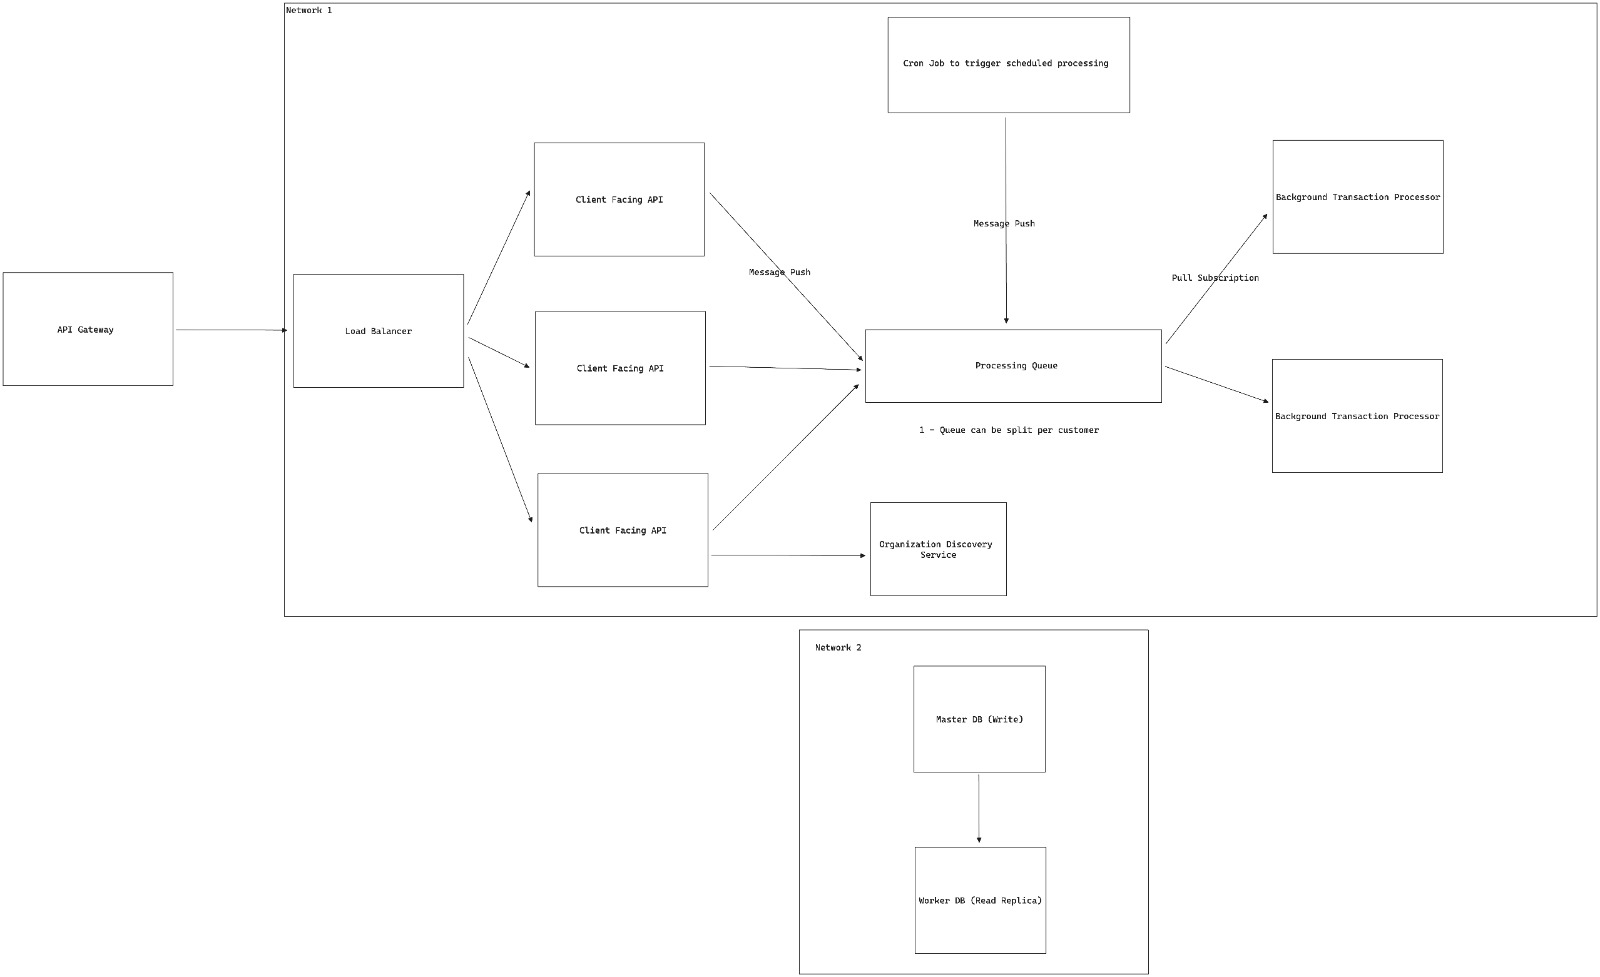 Network 1
Cron Job to trigger scheduled processing
Client Facing API
Background Transaction Processor
Message Push
Message Push
Pull Subscription
API Gateway
Load Balancer
Client Facing API
Processing Queue
Background Transaction Processor
1 - Queue can be split per customer
Client Facing API
Organization Discovery
Service
Network 2
Master DB (Write)
Worker DB (Read Replica)